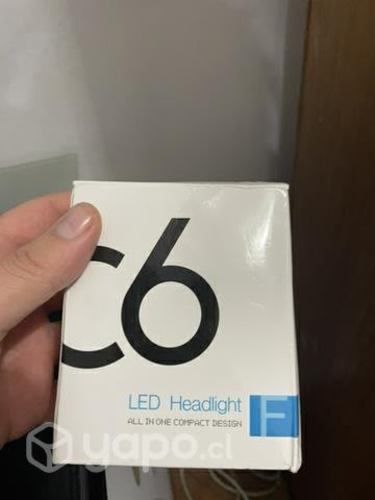 C6
LED Headlight F
ALL IN ONE COMPACT DESIGN
yapo.cl